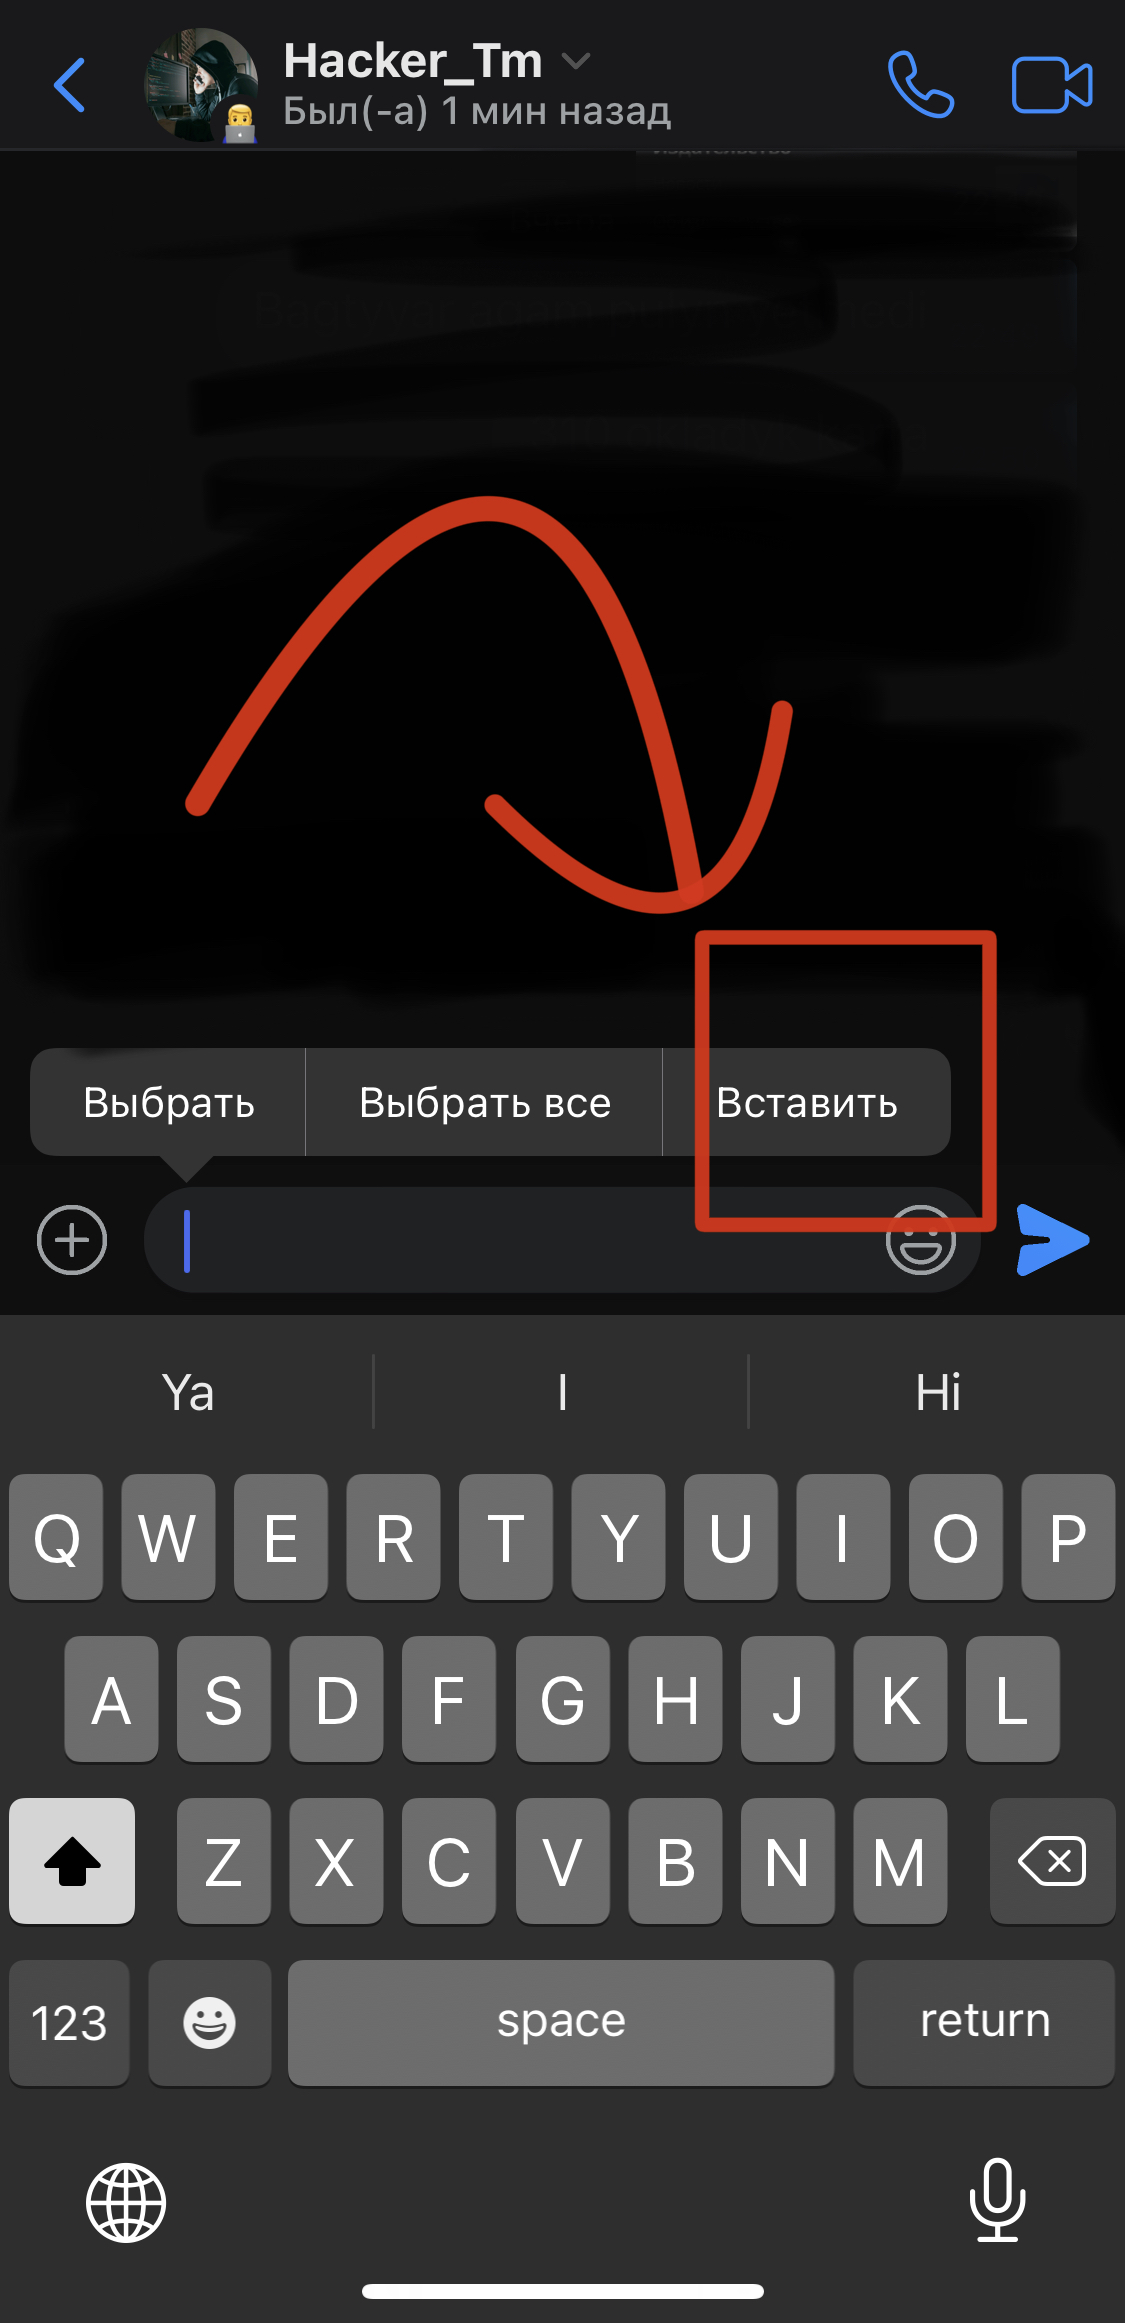 Hacker_Tm
Был(-а) 1 мин назад
Выбрать
Выбрать все
Вставить
Ya
I
Hi
Q W E R T Y U I O P
A S D F G H J K L
Z X C V B N M
123
space
return